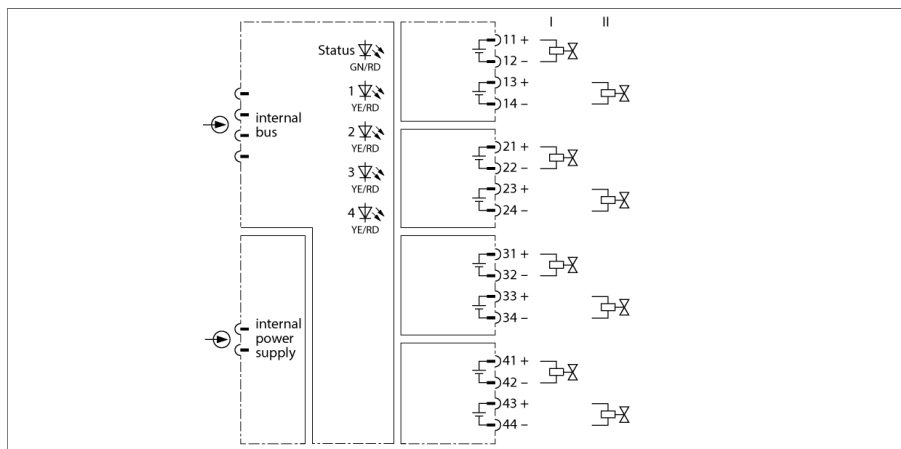 I II
Status
GN/RD
1
YE/RD
2
YE/RD
3
YE/RD
4
YE/RD
internal
bus
internal
power
supply
11 +
12 –
13 +
14 –
21 +
22 –
23 +
24 –
31 +
32 –
33 +
34 –
41 +
42 –
43 +
44 –